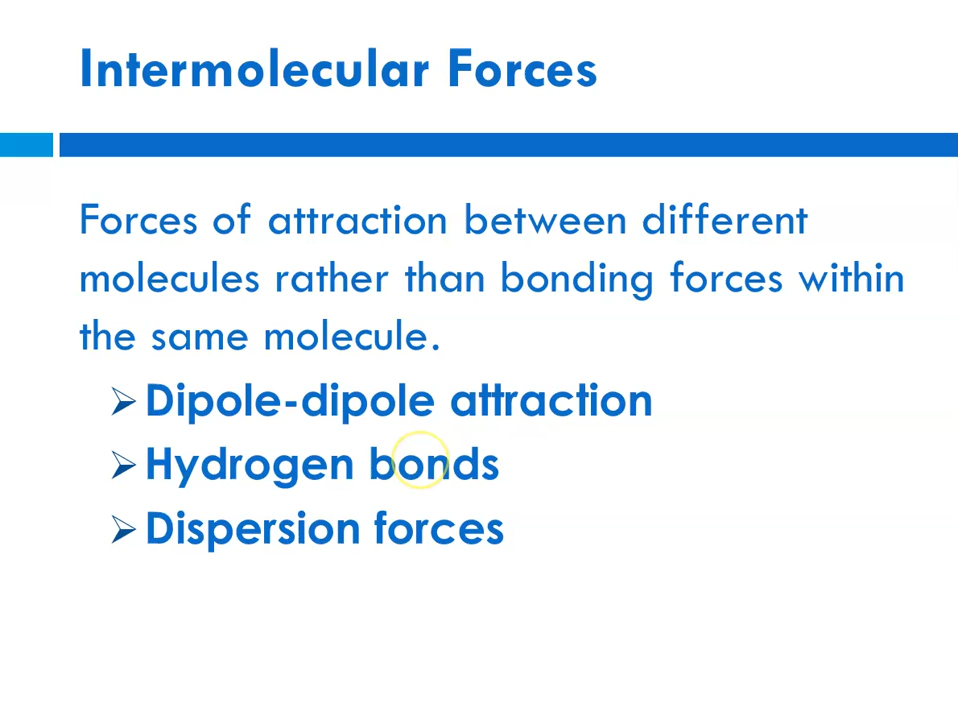 Intermolecular Forces
Forces of attraction between different
molecules rather than bonding forces within
the same molecule.
Dipole-dipole attraction
Hydrogen bonds
Dispersion forces